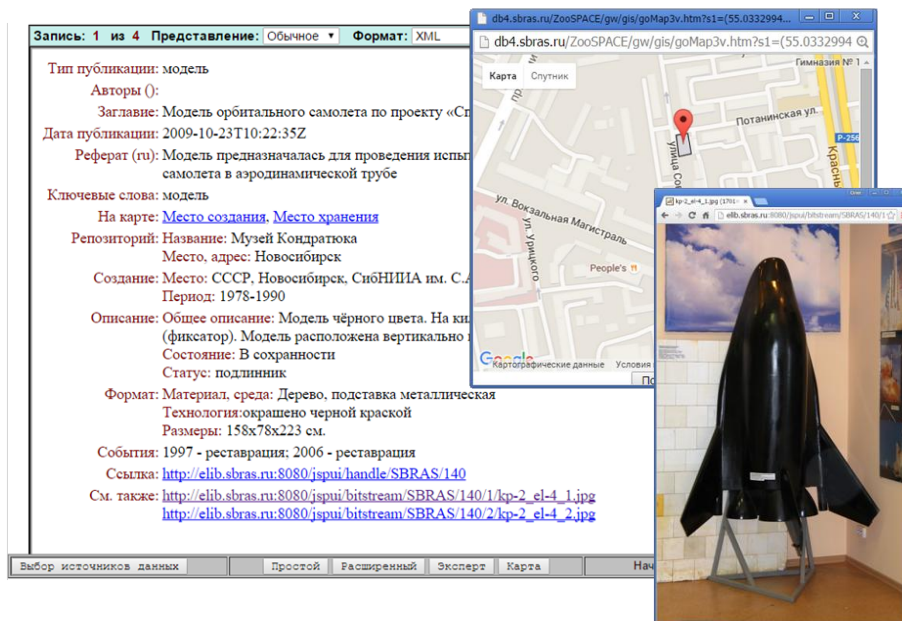 Запись: 1 из 4 Представление: Обычное Формат: XML
Тип публикации: модель
Авторы ():
Заглавие: Модель орбитального самолета по проекту «Сп
Дата публикации: 2009-10-23T10:22:35Z
Реферат (ru): Модель предназначалась для проведения испы
самолета в аэродинамической трубе
Ключевые слова: модель
На карте: Место создания, Место хранения
Репозиторий: Название: Музей Кондратюка
Место, адрес: Новосибирск
Создание: Место: СССР, Новосибирск, СибНИИА им. С.А
Период: 1978-1990
Описание: Общее описание: Модель чёрного цвета. На ки
(фиксатор). Модель расположена вертикально
Состояние: В сохранности
Статус: подлинник
Формат: Материал, среда: Дерево, подставка металлическая
Технология:окрашено черной краской
Размеры: 158x78x223 см.
События: 1997 - реставрация; 2006 - реставрация
Ссылка: http://elib.sbras.ru:8080/jspui/handle/SBRAS/140
См. также: http://elib.sbras.ru:8080/jspui/bitstream/SBRAS/140/1/kp-2_el-4_1.jpg
http://elib.sbras.ru:8080/jspui/bitstream/SBRAS/140/2/kp-2_el-4_2.jpg
Выбор источников данных Простой Расширенный Эксперт Карта Нач
db4.sbras.ru/ZooSPACE/gw/gis/goMap3v.htm?s1=(55.0332994...
db4.sbras.ru/ZooSPACE/gw/gis/goMap3v.htm?s1=(55.0332994
Карта Спутник
Гимназия № 1
Потанинская ул.
Р-256
улица Сов
Красны
пр
ул. Вокзальная Магистраль
ул. Урицкого
People's
Google
Картографические данные Условия
По
kp-2_el-4_1.jpg (1701×
elib.sbras.ru:8080/jspui/bitstream/SBRAS/140/1